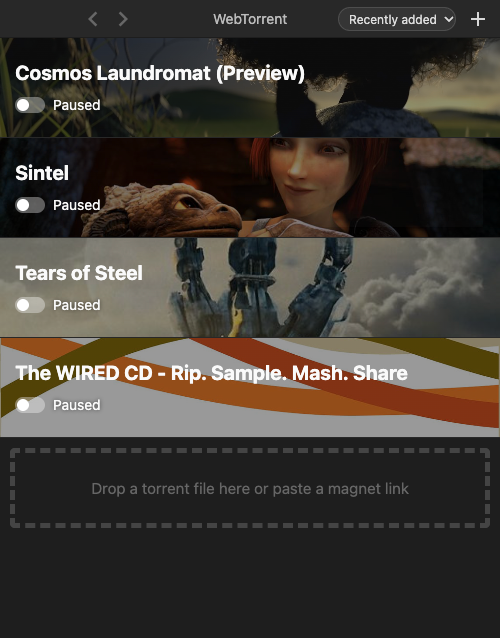 WebTorrent
Recently added
Cosmos Laundromat (Preview)
Paused
Sintel
Paused
Tears of Steel
Paused
The WIRED CD - Rip. Sample. Mash. Share
Paused
Drop a torrent file here or paste a magnet link